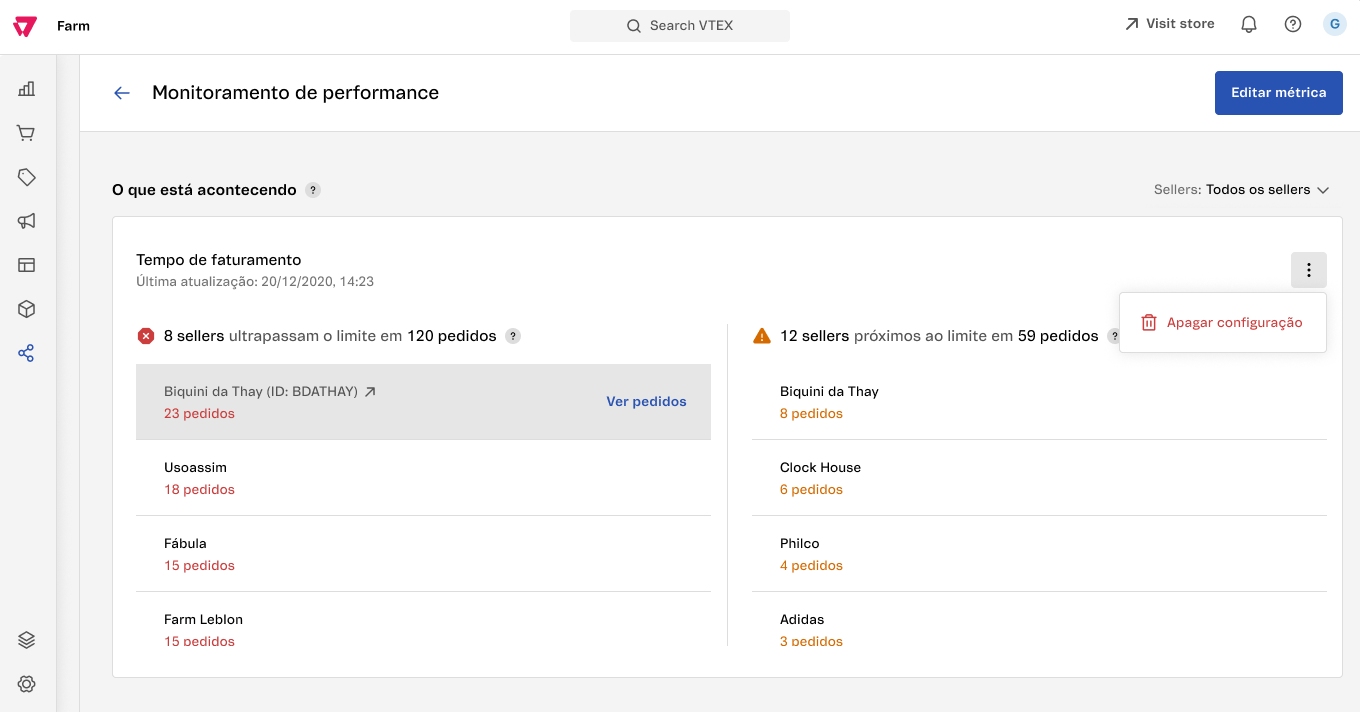 Farm
Search VTEX
Visit store
G
Monitoramento de performance
Editar métrica
O que está acontecendo ?
Sellers: Todos os sellers
Tempo de faturamento
Última atualização: 20/12/2020, 14:23
Apagar configuração
8 sellers ultrapassam o limite em 120 pedidos ?
Biquini da Thay (ID: BDATHAY)
23 pedidos
Ver pedidos
Usoassim
18 pedidos
Fábula
15 pedidos
Farm Leblon
15 pedidos
12 sellers próximos ao limite em 59 pedidos ?
Biquini da Thay
8 pedidos
Clock House
6 pedidos
Philco
4 pedidos
Adidas
3 pedidos